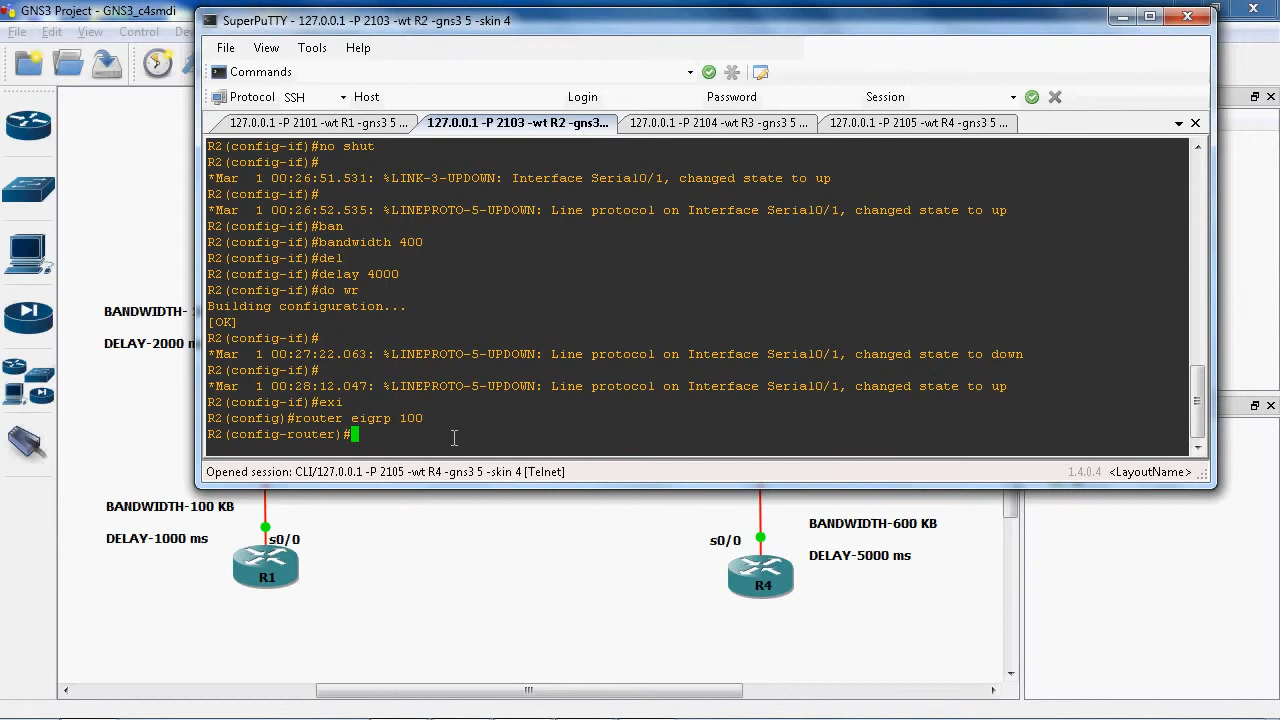 GNS3 Project - GNS3_c4smdi
File Edit View Control
SuperPuTTY - 127.0.0.1 -P 2103 -wt R2 -gns3 5 -skin 4
File View Tools Help
Commands
Protocol SSH Host Login Password Session
127.0.0.1 -P 2101 -wt R1 -gns3 5 ... 127.0.0.1 -P 2103 -wt R2 -gns3... 127.0.0.1 -P 2104 -wt R3 -gns3 5 ... 127.0.0.1 -P 2105 -wt R4 -gns3 5 ...
R2(config-if)#no shut
R2(config-if)#
*Mar  1 00:26:51.531: %LINK-3-UPDOWN: Interface Serial0/1, changed state to up
R2(config-if)#
*Mar  1 00:26:52.535: %LINEPROTO-5-UPDOWN: Line protocol on Interface Serial0/1, changed state to up
R2(config-if)#ban
R2(config-if)#bandwidth 400
R2(config-if)#del
R2(config-if)#delay 4000
R2(config-if)#do wr
Building configuration...
[OK]
R2(config-if)#
*Mar  1 00:27:22.063: %LINEPROTO-5-UPDOWN: Line protocol on Interface Serial0/1, changed state to down
R2(config-if)#
*Mar  1 00:28:12.047: %LINEPROTO-5-UPDOWN: Line protocol on Interface Serial0/1, changed state to up
R2(config-if)#exi
R2(config)#router eigrp 100
R2(config-router)#
Opened session: CLI/127.0.0.1 -P 2105 -wt R4 -gns3 5 -skin 4 [Telnet] 1.4.0.4 <LayoutName>
BANDWIDTH-
DELAY-2000
BANDWIDTH-100 KB
DELAY-1000 ms
s0/0
R1
s0/0
R4
BANDWIDTH-600 KB
DELAY-5000 ms